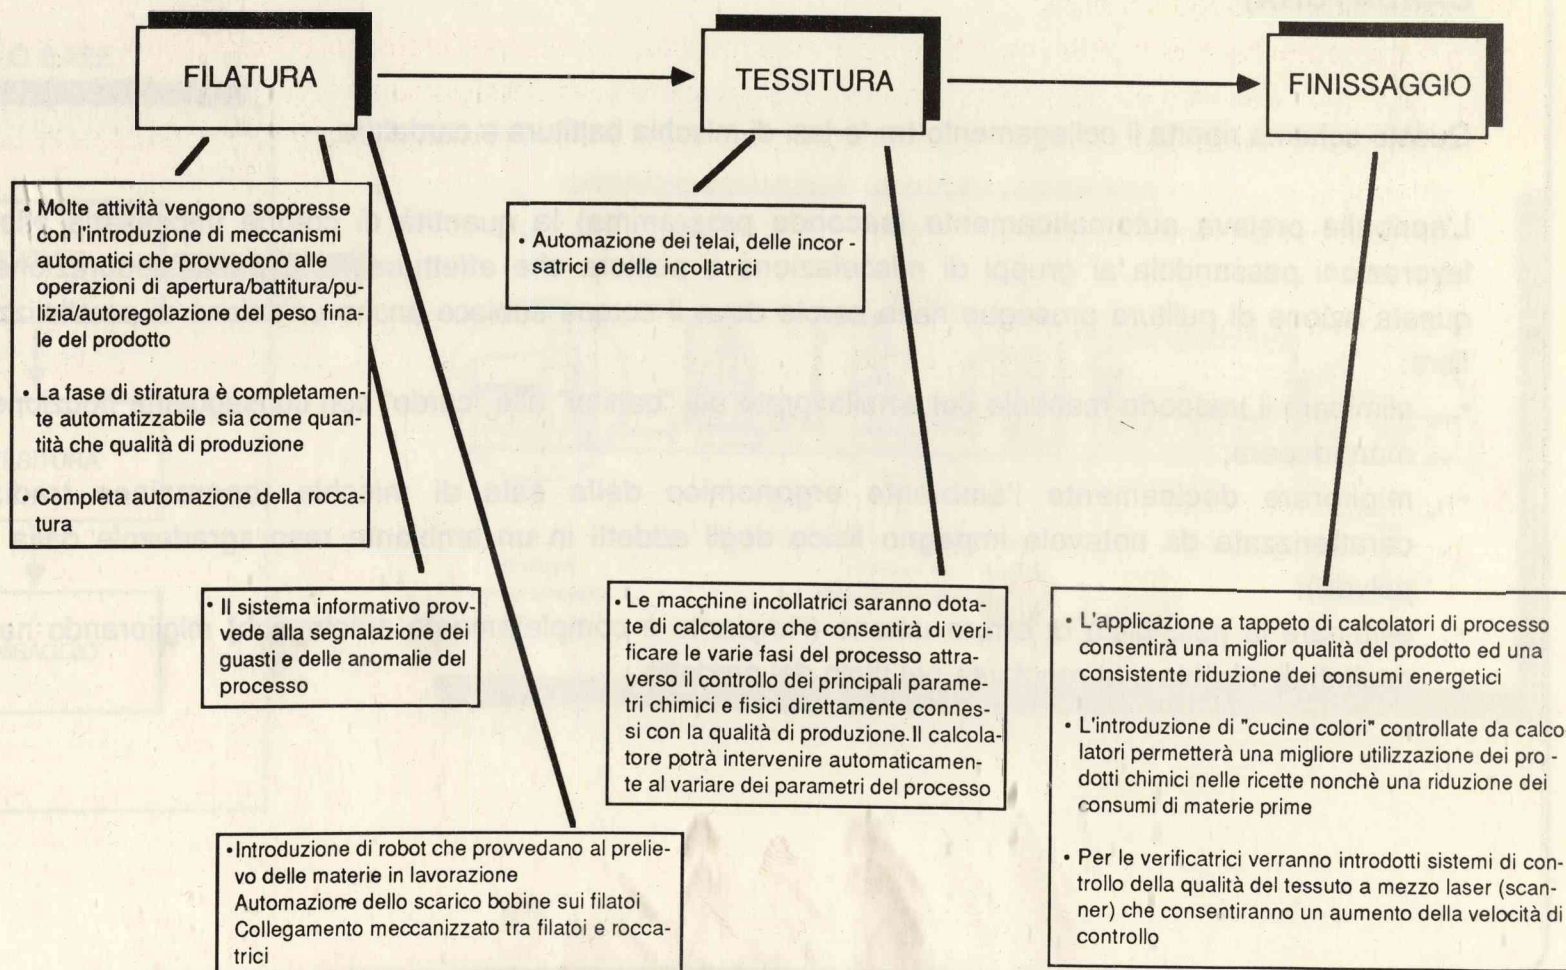 FILATURA
TESSITURA
FINISSAGGIO
• Molte attività vengono soppresse
con l'introduzione di meccanismi
automatici che provvedono alle
operazioni di apertura/battitura/pu-
lizia/autoregolazione del peso fina-
le del prodotto
• La fase di stiratura è completamen-
te automatizzabile sia come quan-
tità che qualità di produzione
• Completa automazione della rocca-
tura
• Il sistema informativo prov-
vede alla segnalazione dei
guasti e delle anomalie del
processo
•Introduzione di robot che provvedano al prelie-
vo delle materie in lavorazione
Automazione dello scarico bobine sui filatoi
Collegamento meccanizzato tra filatoi e rocca-
trici
• Automazione dei telai, delle incor -
satrici e delle incollatrici
• Le macchine incollatrici saranno dota-
te di calcolatore che consentirà di veri-
ficare le varie fasi del processo attra-
verso il controllo dei principali parame-
tri chimici e fisici direttamente connes-
si con la qualità di produzione.Il calcola-
tore potrà intervenire automaticamen-
te al variare dei parametri del processo
• L'applicazione a tappeto di calcolatori di processo
consentirà una miglior qualità del prodotto ed una
consistente riduzione dei consumi energetici
• L'introduzione di "cucine colori" controllate da calco
latori permetterà una migliore utilizzazione dei pro -
dotti chimici nelle ricette nonchè una riduzione dei
consumi di materie prime
• Per le verificatrici verranno introdotti sistemi di con-
trollo della qualità del tessuto a mezzo laser (scan-
ner) che consentiranno un aumento della velocità di
controllo